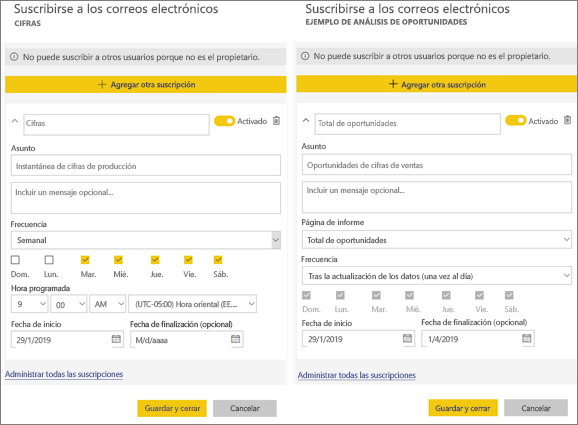 Suscribirse a los correos electrónicos
CIFRAS
No puede suscribir a otros usuarios porque no es el propietario.
+ Agregar otra suscripción
Cifras
Activado
Asunto
Instantánea de cifras de producción
Incluir un mensaje opcional...
Frecuencia
Semanal
Dom. Lun. Mar. Mié. Jue. Vie. Sáb.
Hora programada
9 00 AM (UTC-05:00) Hora oriental (EE....
Fecha de inicio Fecha de finalización (opcional)
29/1/2019 M/d/aaaa
Administrar todas las suscripciones
Guardar y cerrar Cancelar
Suscribirse a los correos electrónicos
EJEMPLO DE ANÁLISIS DE OPORTUNIDADES
No puede suscribir a otros usuarios porque no es el propietario.
+ Agregar otra suscripción
Total de oportunidades
Activado
Asunto
Oportunidades de cifras de ventas
Incluir un mensaje opcional...
Página de informe
Total de oportunidades
Frecuencia
Tras la actualización de los datos (una vez al día)
Dom. Lun. Mar. Mié. Jue. Vie. Sáb.
Fecha de inicio Fecha de finalización (opcional)
29/1/2019 1/4/2019
Administrar todas las suscripciones
Guardar y cerrar Cancelar